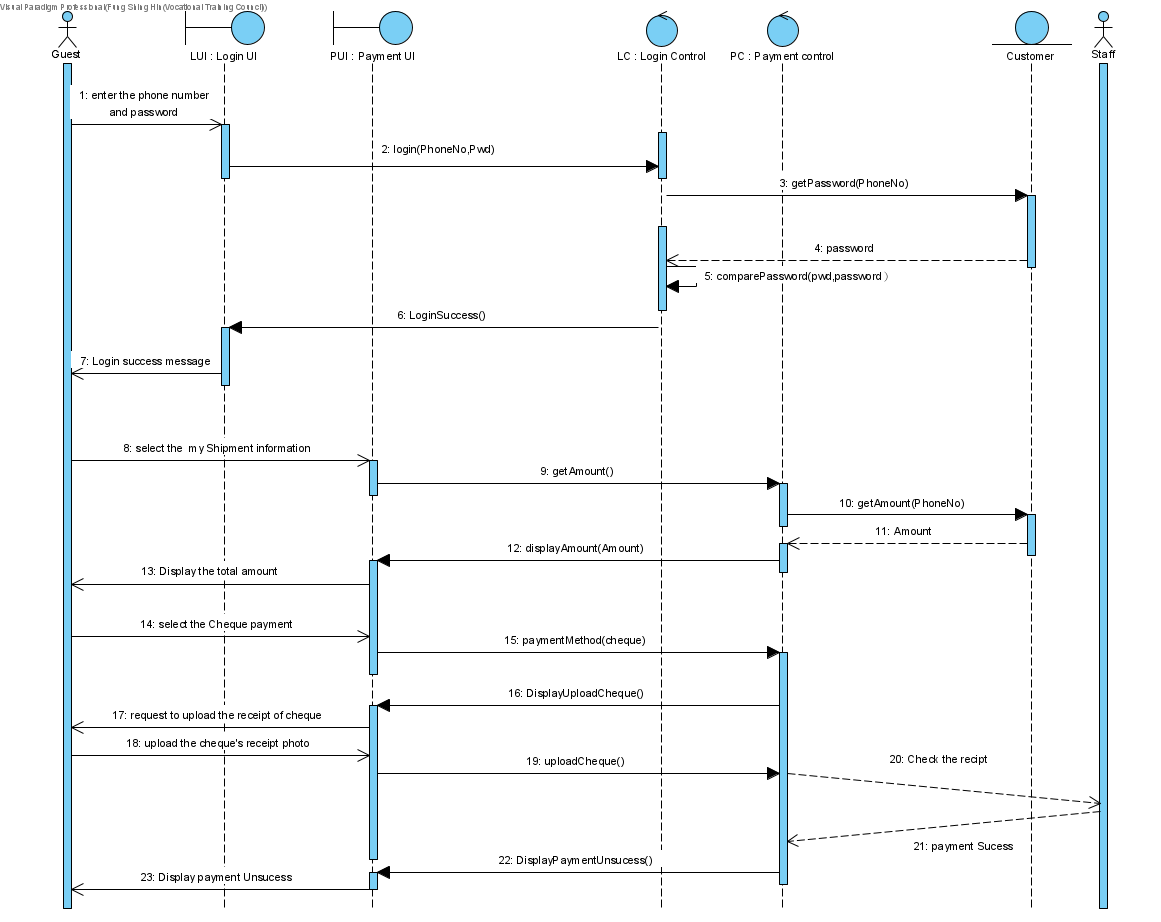 Visual Paradigm Professional(Fung Shing Hin(Vocational Training Council))
Guest
LUI : Login UI
PUI : Payment UI
LC : Login Control
PC : Payment control
Customer
Staff
1: enter the phone number
and password
2: login(PhoneNo,Pwd)
3: getPassword(PhoneNo)
4: password
5: comparePassword(pwd,password）
6: LoginSuccess()
7: Login success message
8: select the my Shipment information
9: getAmount()
10: getAmount(PhoneNo)
11: Amount
12: displayAmount(Amount)
13: Display the total amount
14: select the Cheque payment
15: paymentMethod(cheque)
16: DisplayUploadCheque()
17: request to upload the receipt of cheque
18: upload the cheque's receipt photo
19: uploadCheque()
20: Check the recipt
21: payment Sucess
22: DisplayPaymentUnsucess()
23: Display payment Unsucess